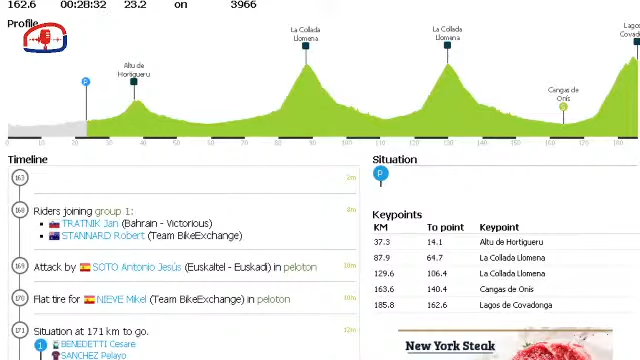 162.6 00:28:32 23.2 on 3966
Profile
La Collada
Llomena
La Collada
Llomena
Lagos
Covado
Altu de
Hortigueru
Cangas de
Onís
P
0 10 20 30 40 50 60 70 80 90 100 110 120 130 140 150 160 170 180
Timeline
163 2m
168 Riders joining group 1: 8m
TRATNIK Jan (Bahrain - Victorious)
STANNARD Robert (Team BikeExchange)
169 Attack by SOTO Antonio Jesús (Euskaltel - Euskadi) in peloton 10m
170 Flat tire for NIEVE Mikel (Team BikeExchange) in peloton 10m
171 Situation at 171 km to go. 12m
1 BENEDETTI Cesare
SANCHEZ Pelayo
Situation
P
Keypoints
KM To point Keypoint
37.3 14.1 Altu de Hortigueru
87.9 64.7 La Collada Llomena
129.6 106.4 La Collada Llomena
163.6 140.4 Cangas de Onís
185.8 162.6 Lagos de Covadonga
New York Steak